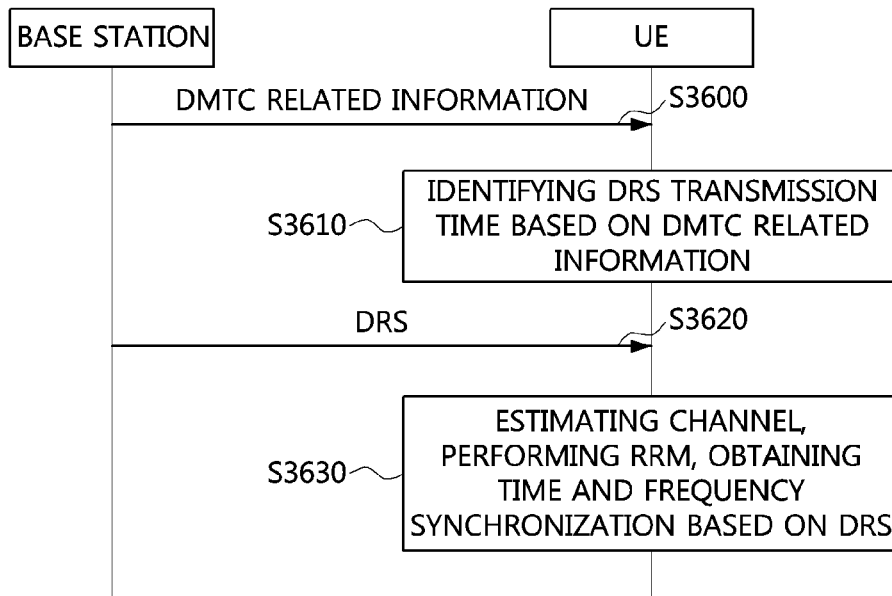 BASE STATION
UE
DMTC RELATED INFORMATION
S3600
S3610
IDENTIFYING DRS TRANSMISSION
TIME BASED ON DMTC RELATED
INFORMATION
DRS
S3620
S3630
ESTIMATING CHANNEL,
PERFORMING RRM, OBTAINING
TIME AND FREQUENCY
SYNCHRONIZATION BASED ON DRS